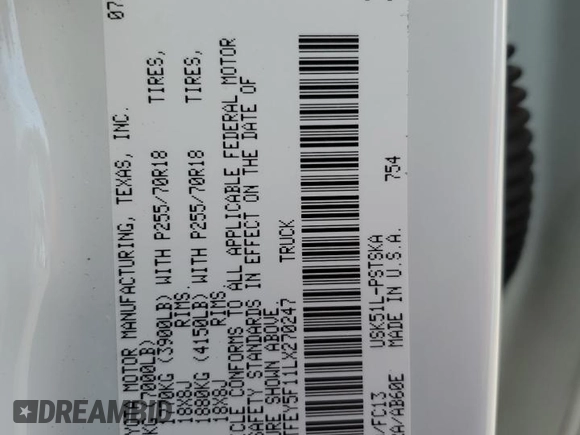 07
YOTA MOTOR MANUFACTURING, TEXAS, INC.
KG(7000LB)
1770KG (3900LB) WITH P255/70R18 TIRES,
18X8J RIMS,
1880KG (4150LB) WITH P255/70R18 TIRES,
18X8J RIMS.
CLE CONFORMS TO ALL APPLICABLE FEDERAL MOTOR
SAFETY STANDARDS IN EFFECT ON THE DATE OF
URE SHOWN ABOVE.
TFEY5F11LX270247 TRUCK
/FC13 USK51L-PSTSKA
A/AB60E MADE IN U.S.A. 754
DREAMBID